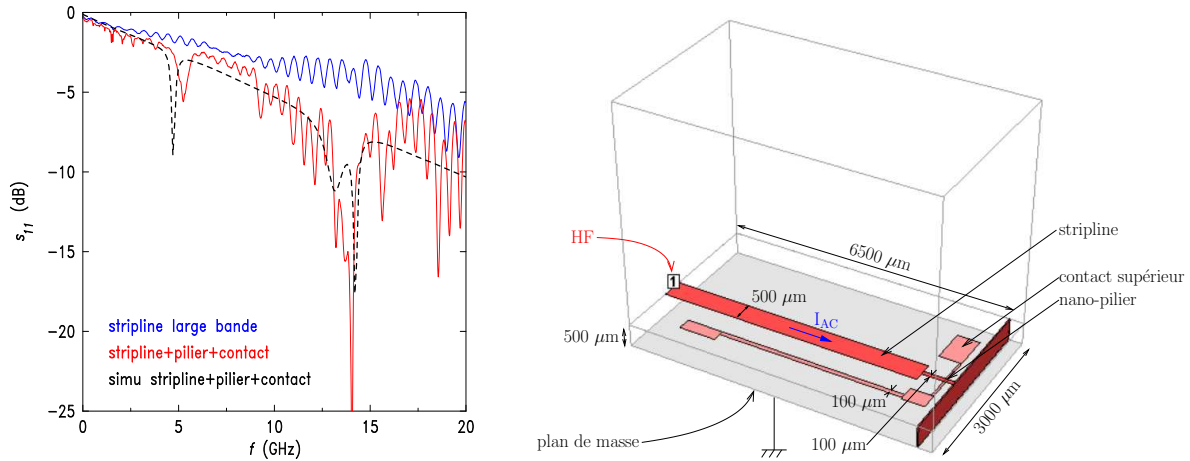 0
-5
-10
-15
-20
-25
s11 (dB)
0
5
10
15
20
f (GHz)
stripline large bande
stripline+pilier+contact
simu stripline+pilier+contact
HF
1
6500 μm
stripline
contact supérieur
nano-pilier
500 μm
IAC
500 μm
100 μm
3000 μm
plan de masse
100 μm